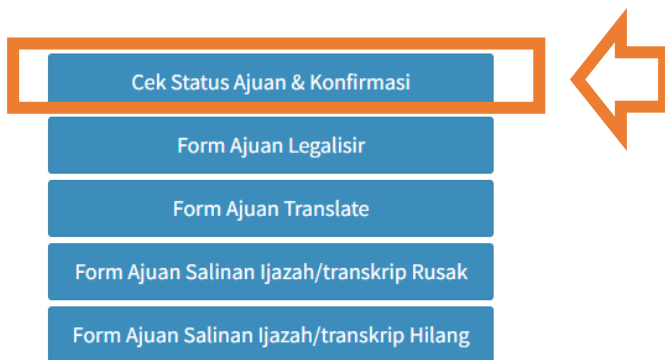 Cek Status Ajuan & Konfirmasi
Form Ajuan Legalisir
Form Ajuan Translate
Form Ajuan Salinan Ijazah/transkrip Rusak
Form Ajuan Salinan Ijazah/transkrip Hilang